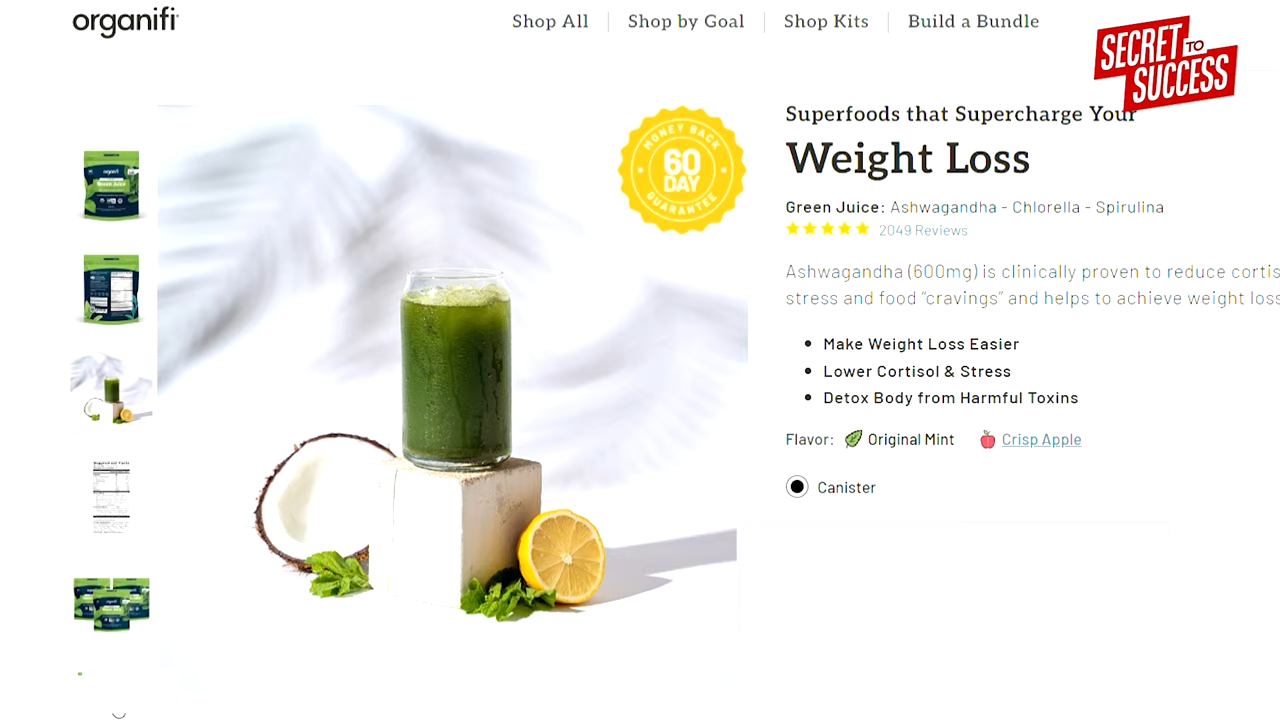 organifi
Shop All
Shop by Goal
Shop Kits
Build a Bundle
SECRET TO SUCCESS
MONEY BACK
60
DAY
GUARANTEE
Superfoods that Supercharge Your
Weight Loss
Green Juice: Ashwagandha - Chlorella - Spirulina
2049 Reviews
Ashwagandha (600mg) is clinically proven to reduce cortis
stress and food “cravings” and helps to achieve weight loss
Make Weight Loss Easier
Lower Cortisol & Stress
Detox Body from Harmful Toxins
Flavor: Original Mint Crisp Apple
Canister